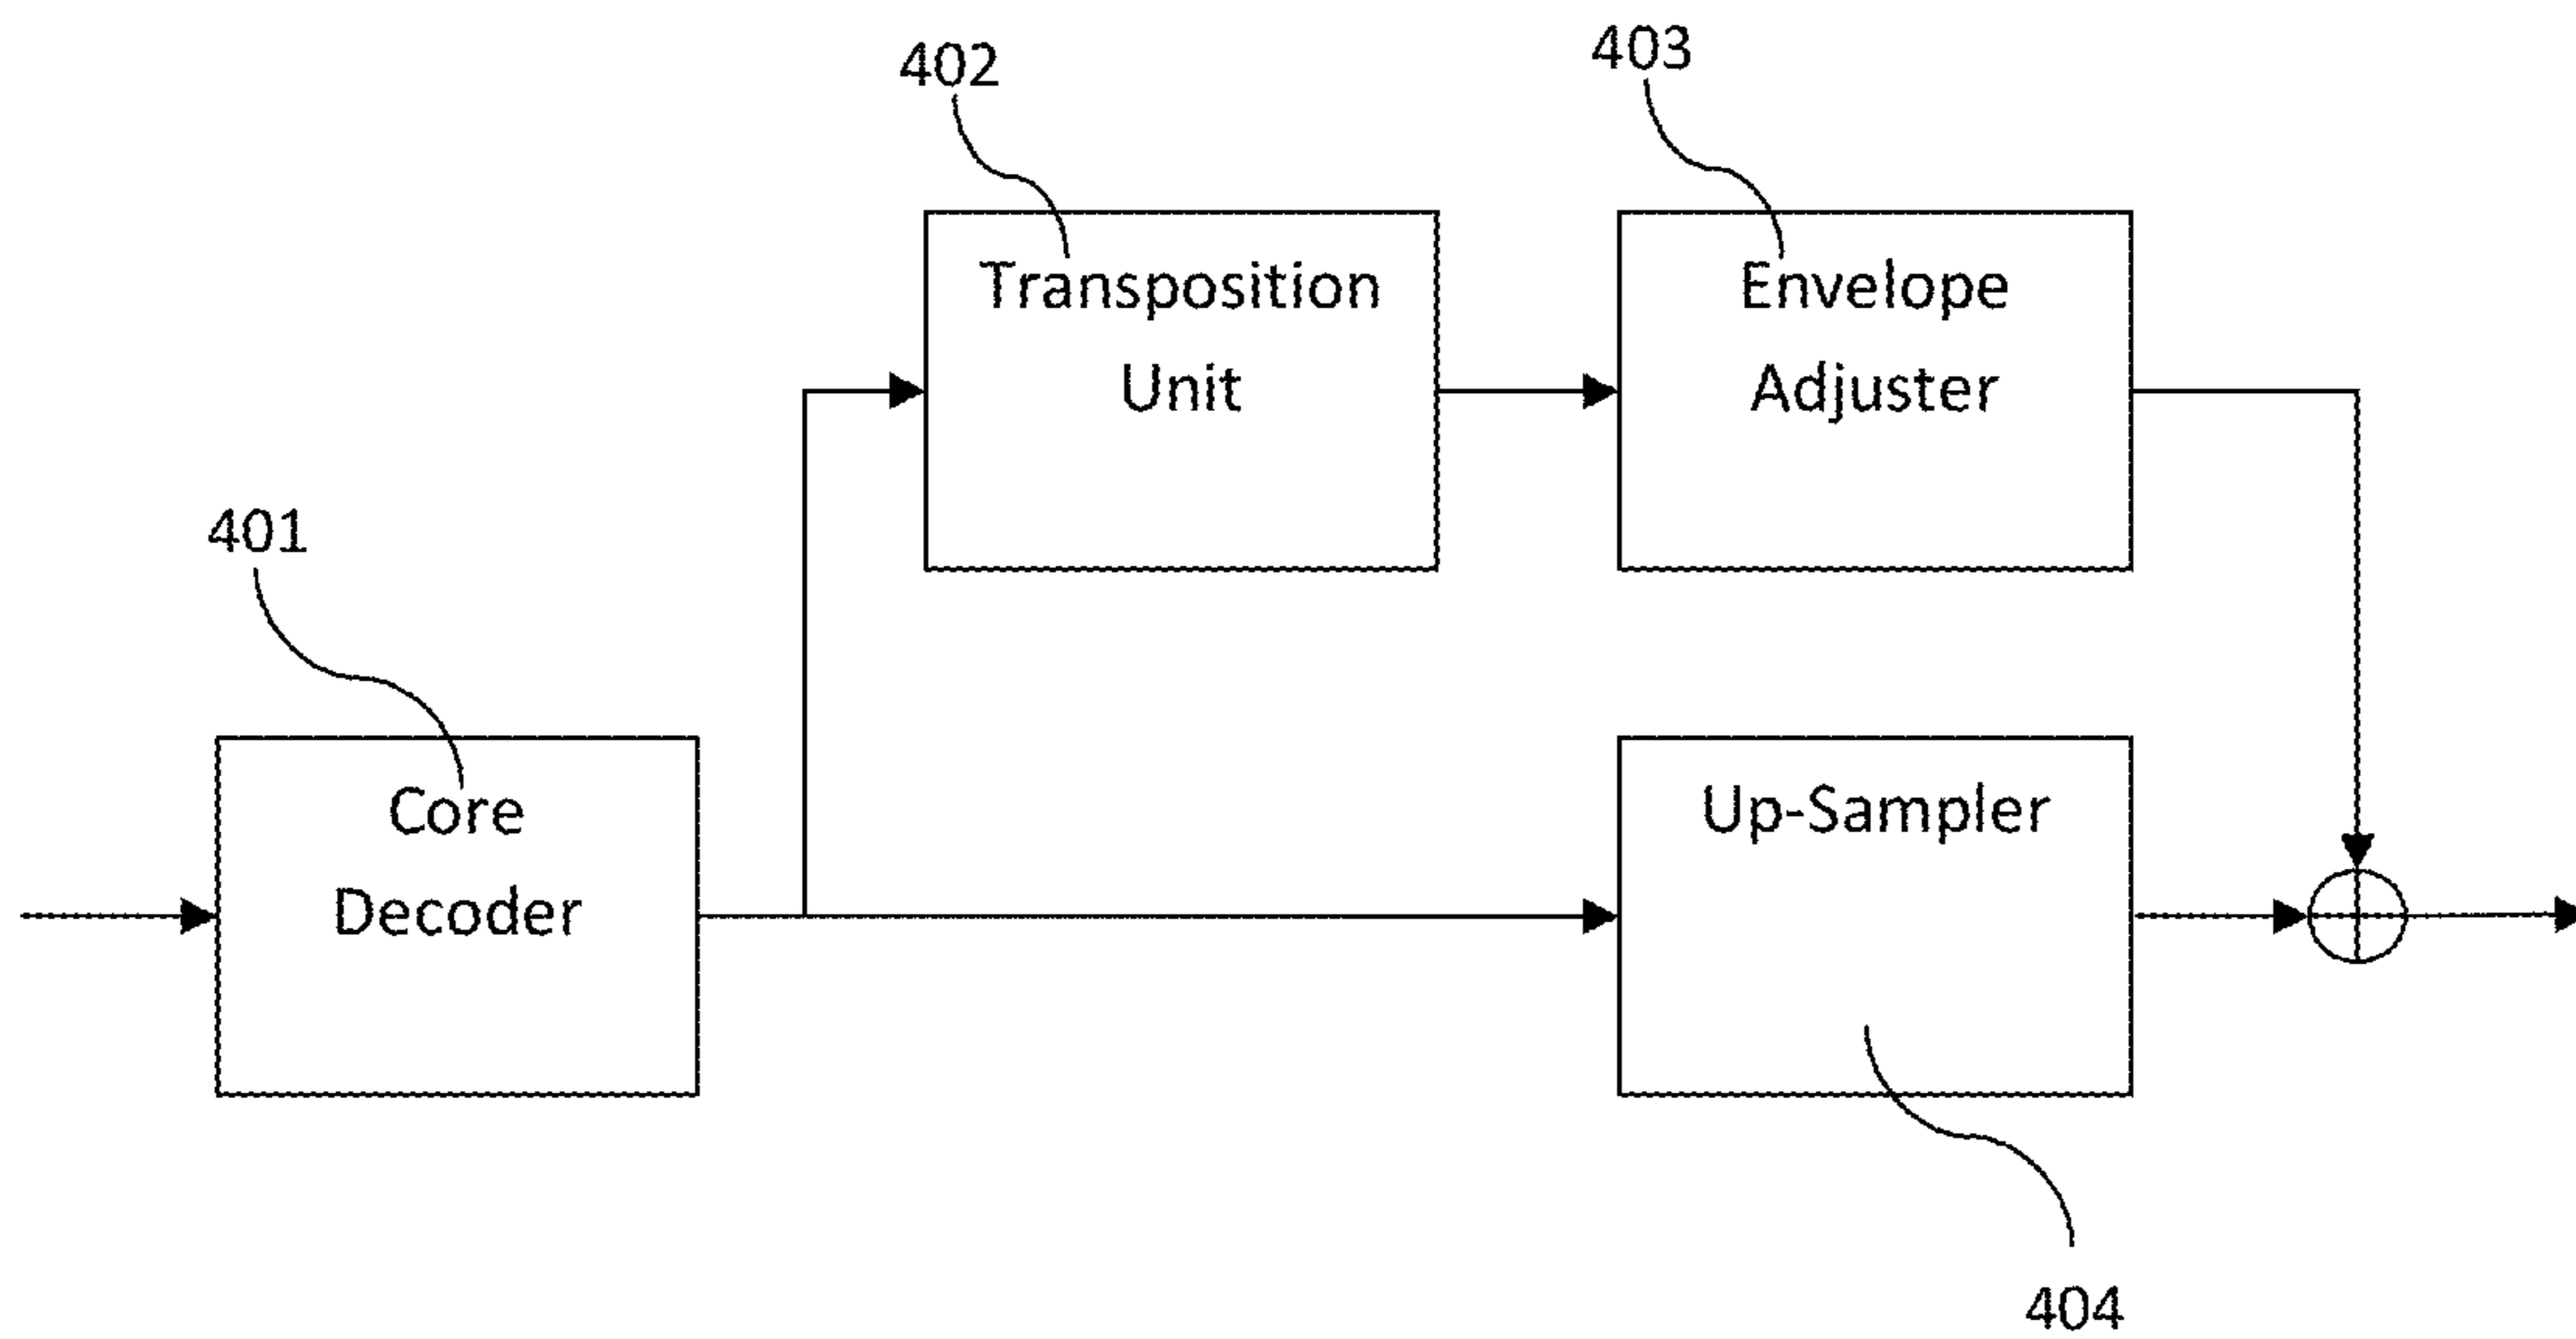 402
403
Transposition
Unit
Envelope
Adjuster
401
Core
Decoder
Up-Sampler
404